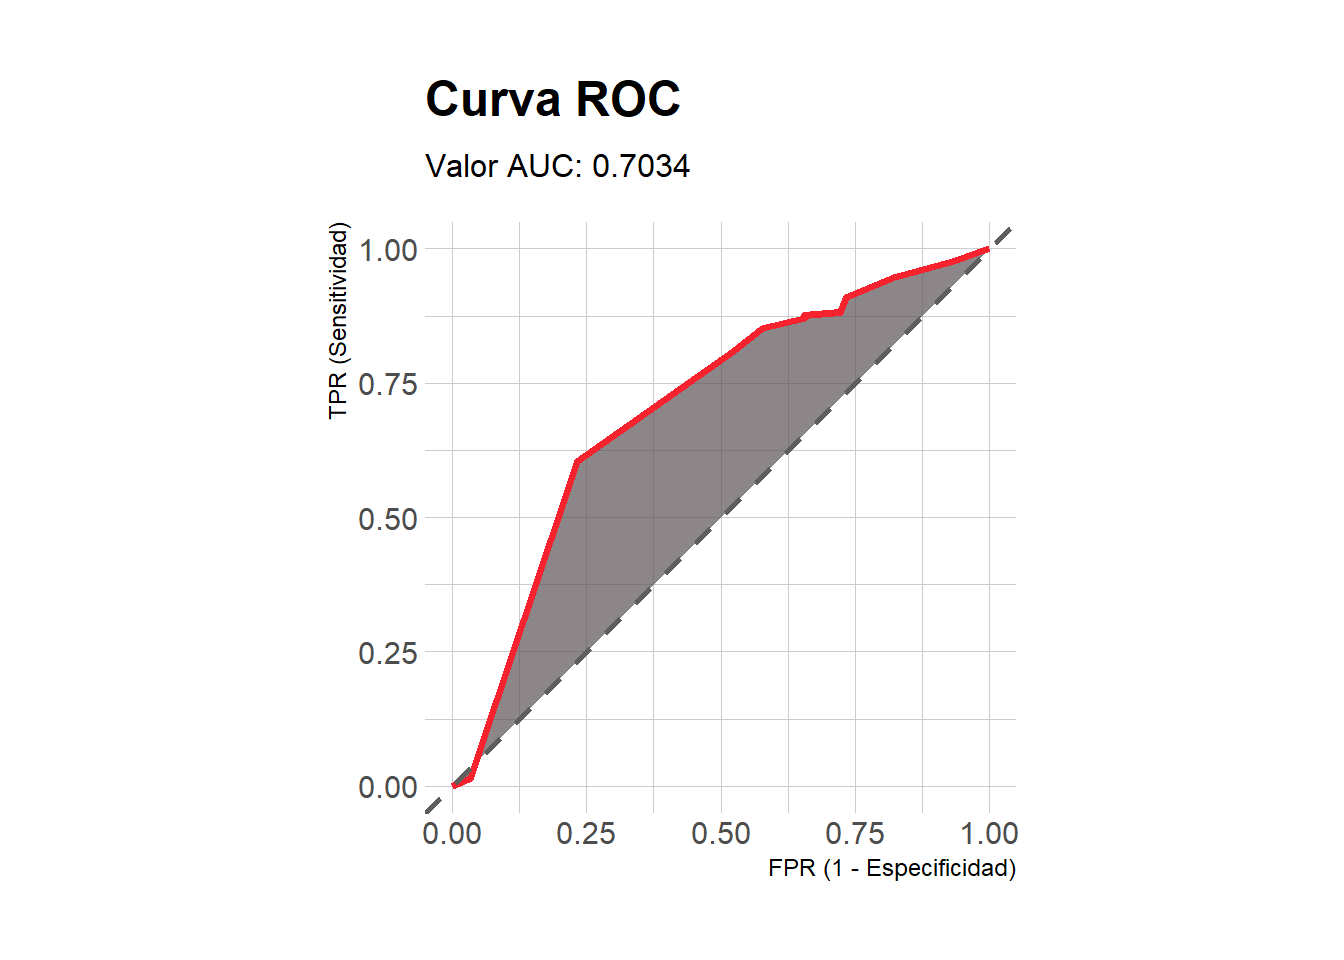 Curva ROC
Valor AUC: 0.7034
TPR (Sensitividad)
1.00
0.75
0.50
0.25
0.00
0.00 0.25 0.50 0.75 1.00
FPR (1 - Especificidad)